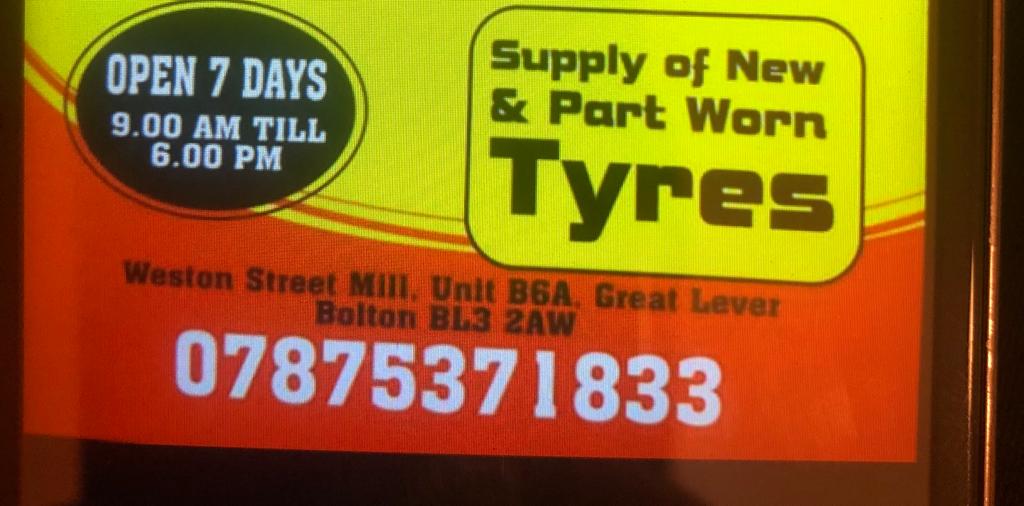 OPEN 7 DAYS
9.00 AM TILL
6.00 PM
Supply of New
& Part Worn
Tyres
Weston Street Mill, Unit B6A, Great Lever
Bolton BL3 2AW
07875371833